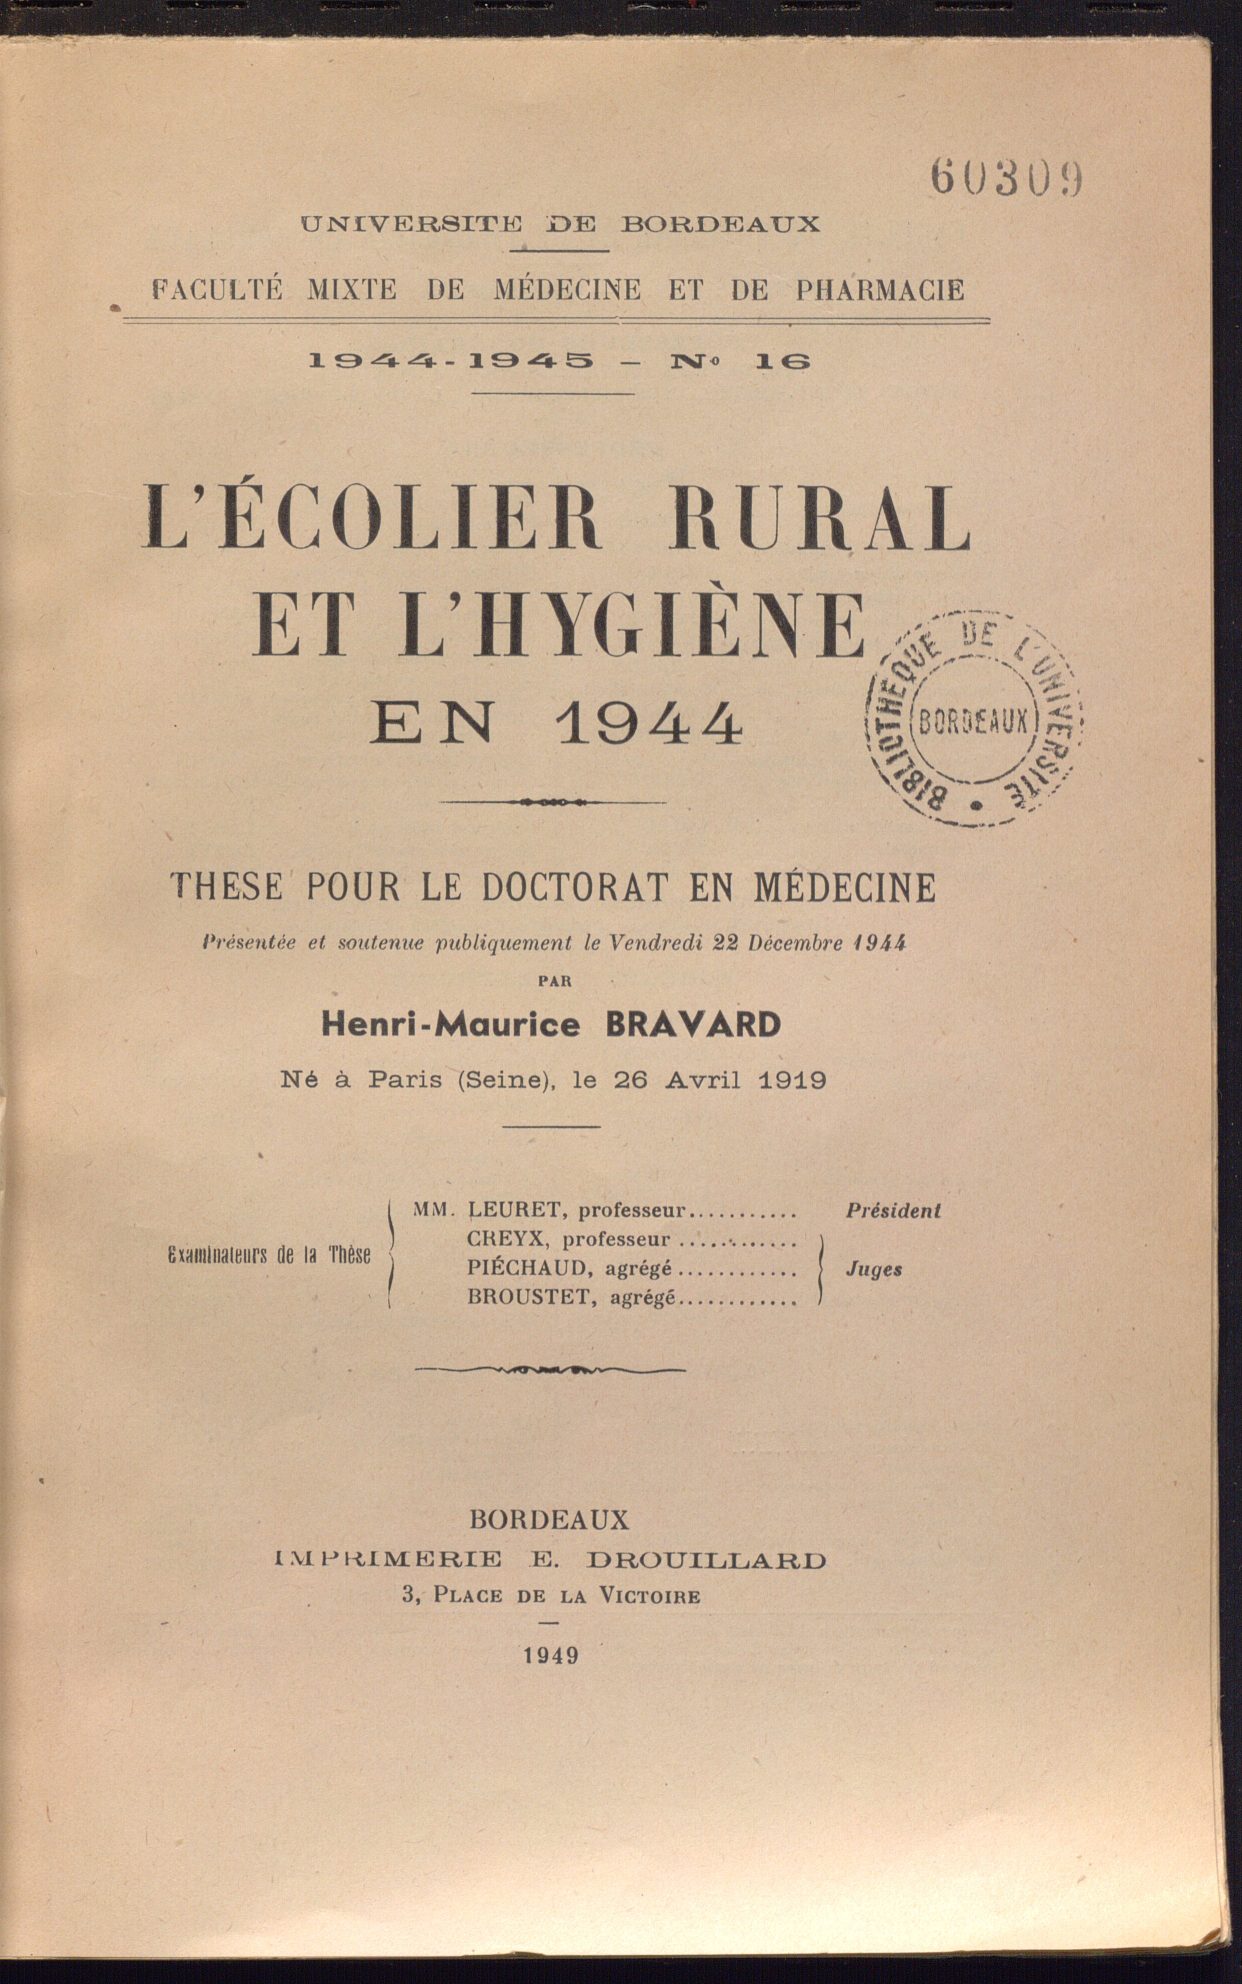 60309
UNIVERSITE DE BORDEAUX
FACULTÉ MIXTE DE MÉDECINE ET DE PHARMACIE
1944-1945 — No 16
L'ÉCOLIER RURAL
ET L'HYGIÈNE
EN 1944
BIBLIOTHEQUE DE L'UNIVERSITE
BORDEAUX
THESE POUR LE DOCTORAT EN MÉDECINE
Présentée et soutenue publiquement le Vendredi 22 Décembre 1944
PAR
Henri-Maurice BRAVARD
Né à Paris (Seine), le 26 Avril 1919
Examinateurs de la Thèse
MM. LEURET, professeur........... Président
CREYX, professeur ............
PIÉCHAUD, agrégé ............ Juges
BROUSTET, agrégé............
BORDEAUX
IMPRIMERIE E. DROUILLARD
3, PLACE DE LA VICTOIRE
1949